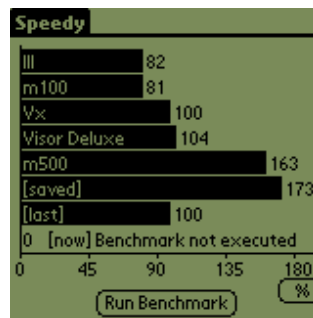 Speedy
III 82
m100 81
Vx 100
Visor Deluxe 104
m500 163
[saved] 173
[last] 100
0 [now] Benchmark not executed
0 45 90 135 180
%
Run Benchmark